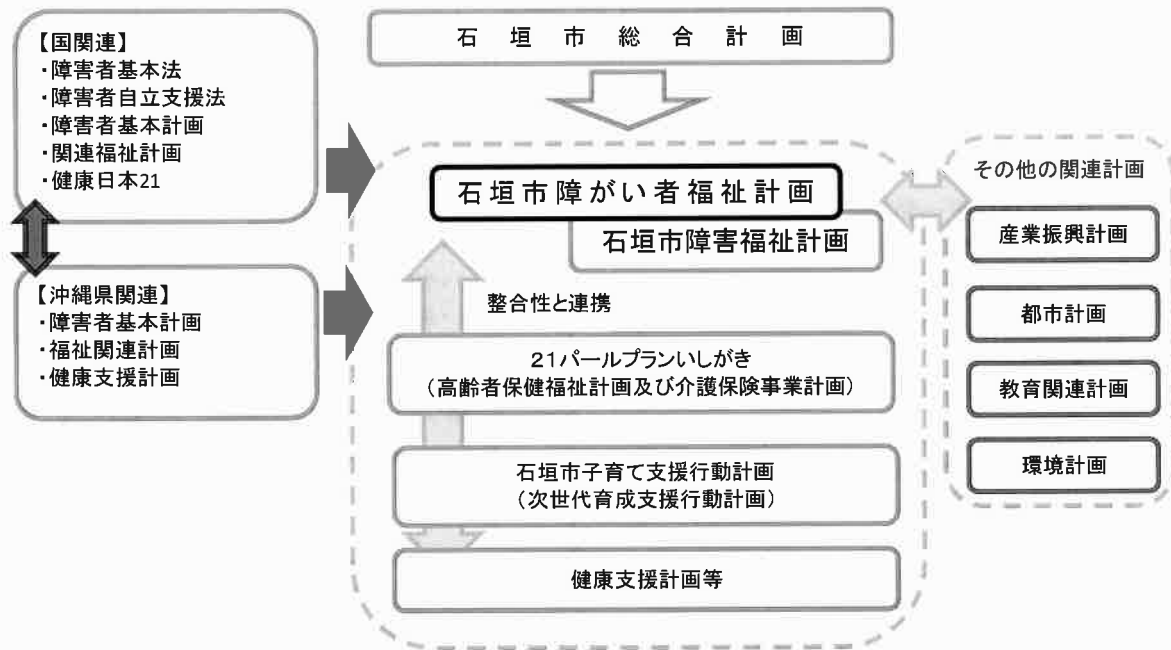 石垣市総合計画
【国関連】
・障害者基本法
・障害者自立支援法
・障害者基本計画
・関連福祉計画
・健康日本21
【沖縄県関連】
・障害者基本計画
・福祉関連計画
・健康支援計画
石垣市障がい者福祉計画
石垣市障害福祉計画
整合性と連携
21パールプランいしがき
（高齢者保健福祉計画及び介護保険事業計画）
石垣市子育て支援行動計画
（次世代育成支援行動計画）
健康支援計画等
その他の関連計画
産業振興計画
都市計画
教育関連計画
環境計画